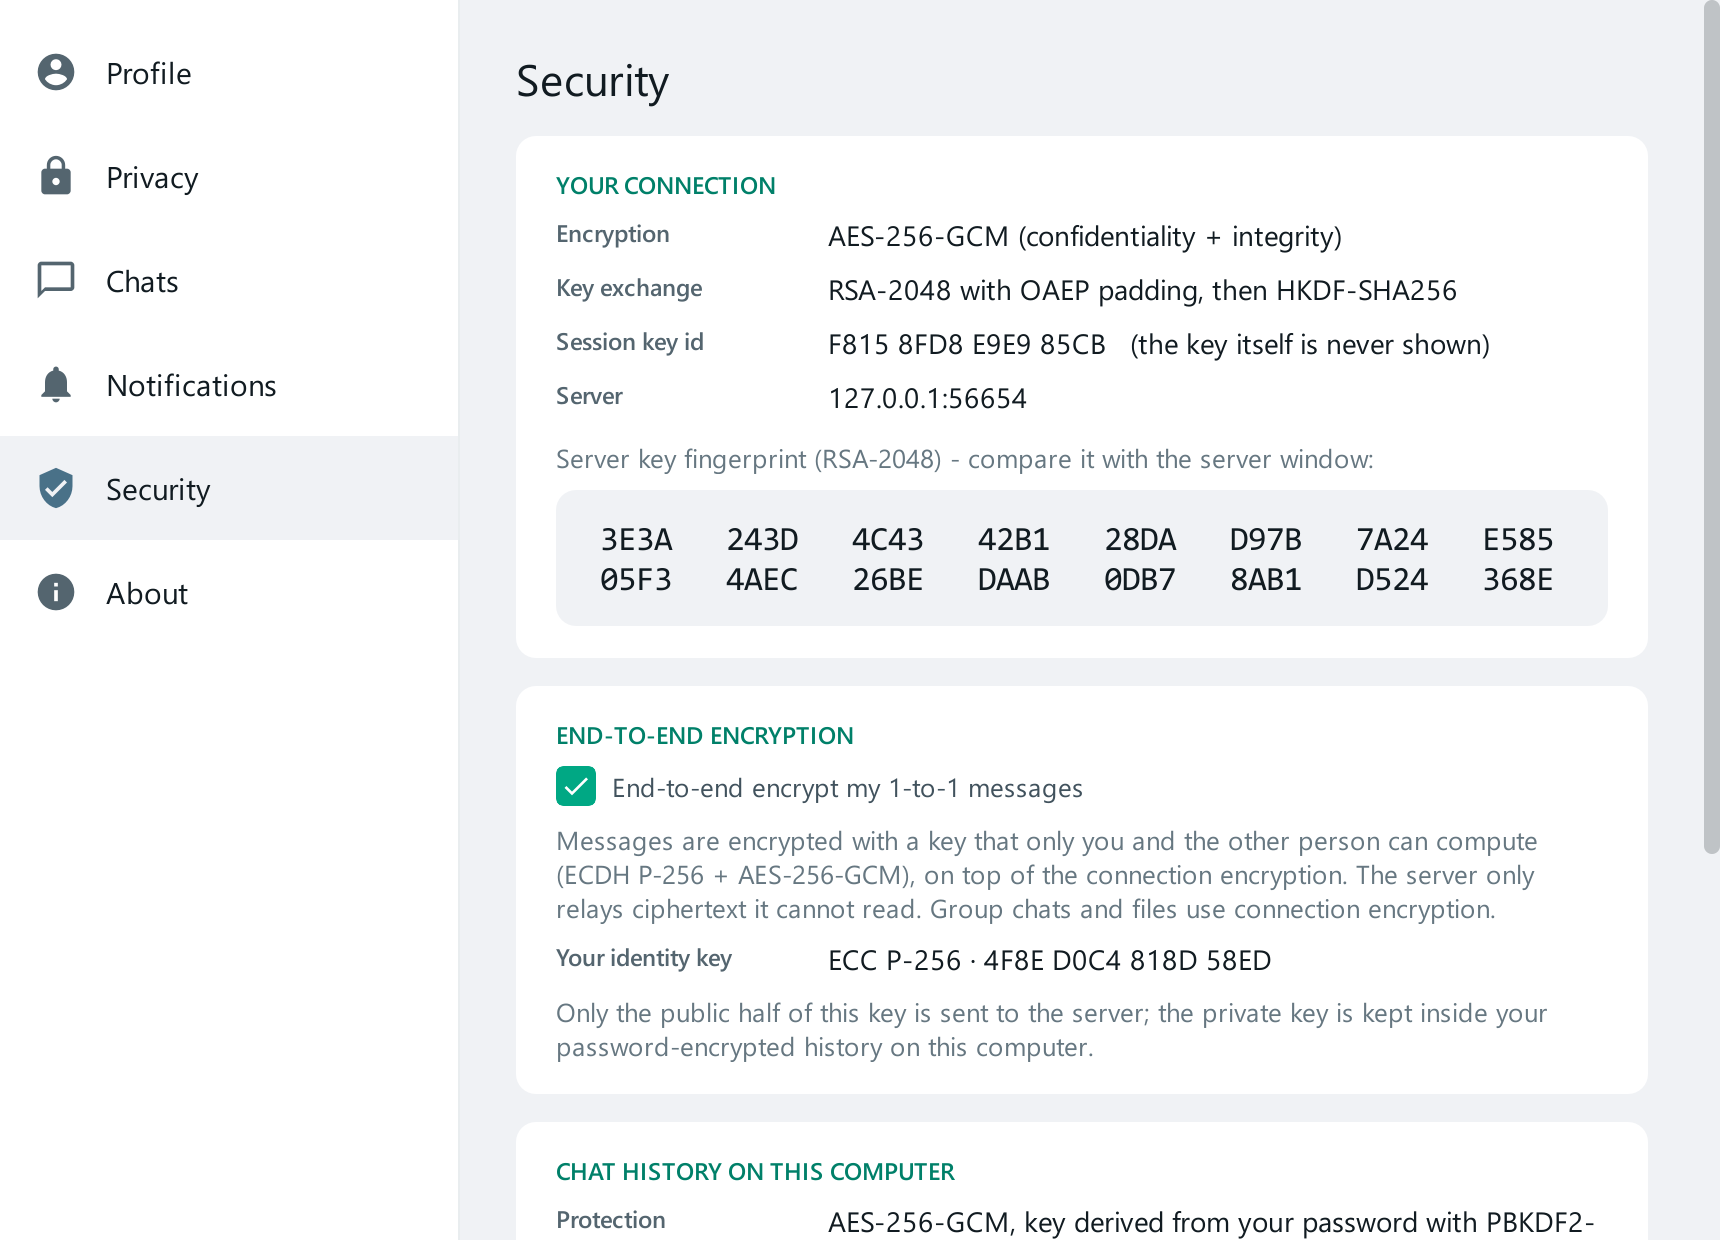 Profile
Privacy
Chats
Notifications
Security
About
Security
YOUR CONNECTION
Encryption AES-256-GCM (confidentiality + integrity)
Key exchange RSA-2048 with OAEP padding, then HKDF-SHA256
Session key id F815 8FD8 E9E9 85CB (the key itself is never shown)
Server 127.0.0.1:56654
Server key fingerprint (RSA-2048) - compare it with the server window:
3E3A 243D 4C43 42B1 28DA D97B 7A24 E585
05F3 4AEC 26BE DAAB 0DB7 8AB1 D524 368E
END-TO-END ENCRYPTION
End-to-end encrypt my 1-to-1 messages
Messages are encrypted with a key that only you and the other person can compute
(ECDH P-256 + AES-256-GCM), on top of the connection encryption. The server only
relays ciphertext it cannot read. Group chats and files use connection encryption.
Your identity key ECC P-256 · 4F8E D0C4 818D 58ED
Only the public half of this key is sent to the server; the private key is kept inside your
password-encrypted history on this computer.
CHAT HISTORY ON THIS COMPUTER
Protection AES-256-GCM, key derived from your password with PBKDF2-